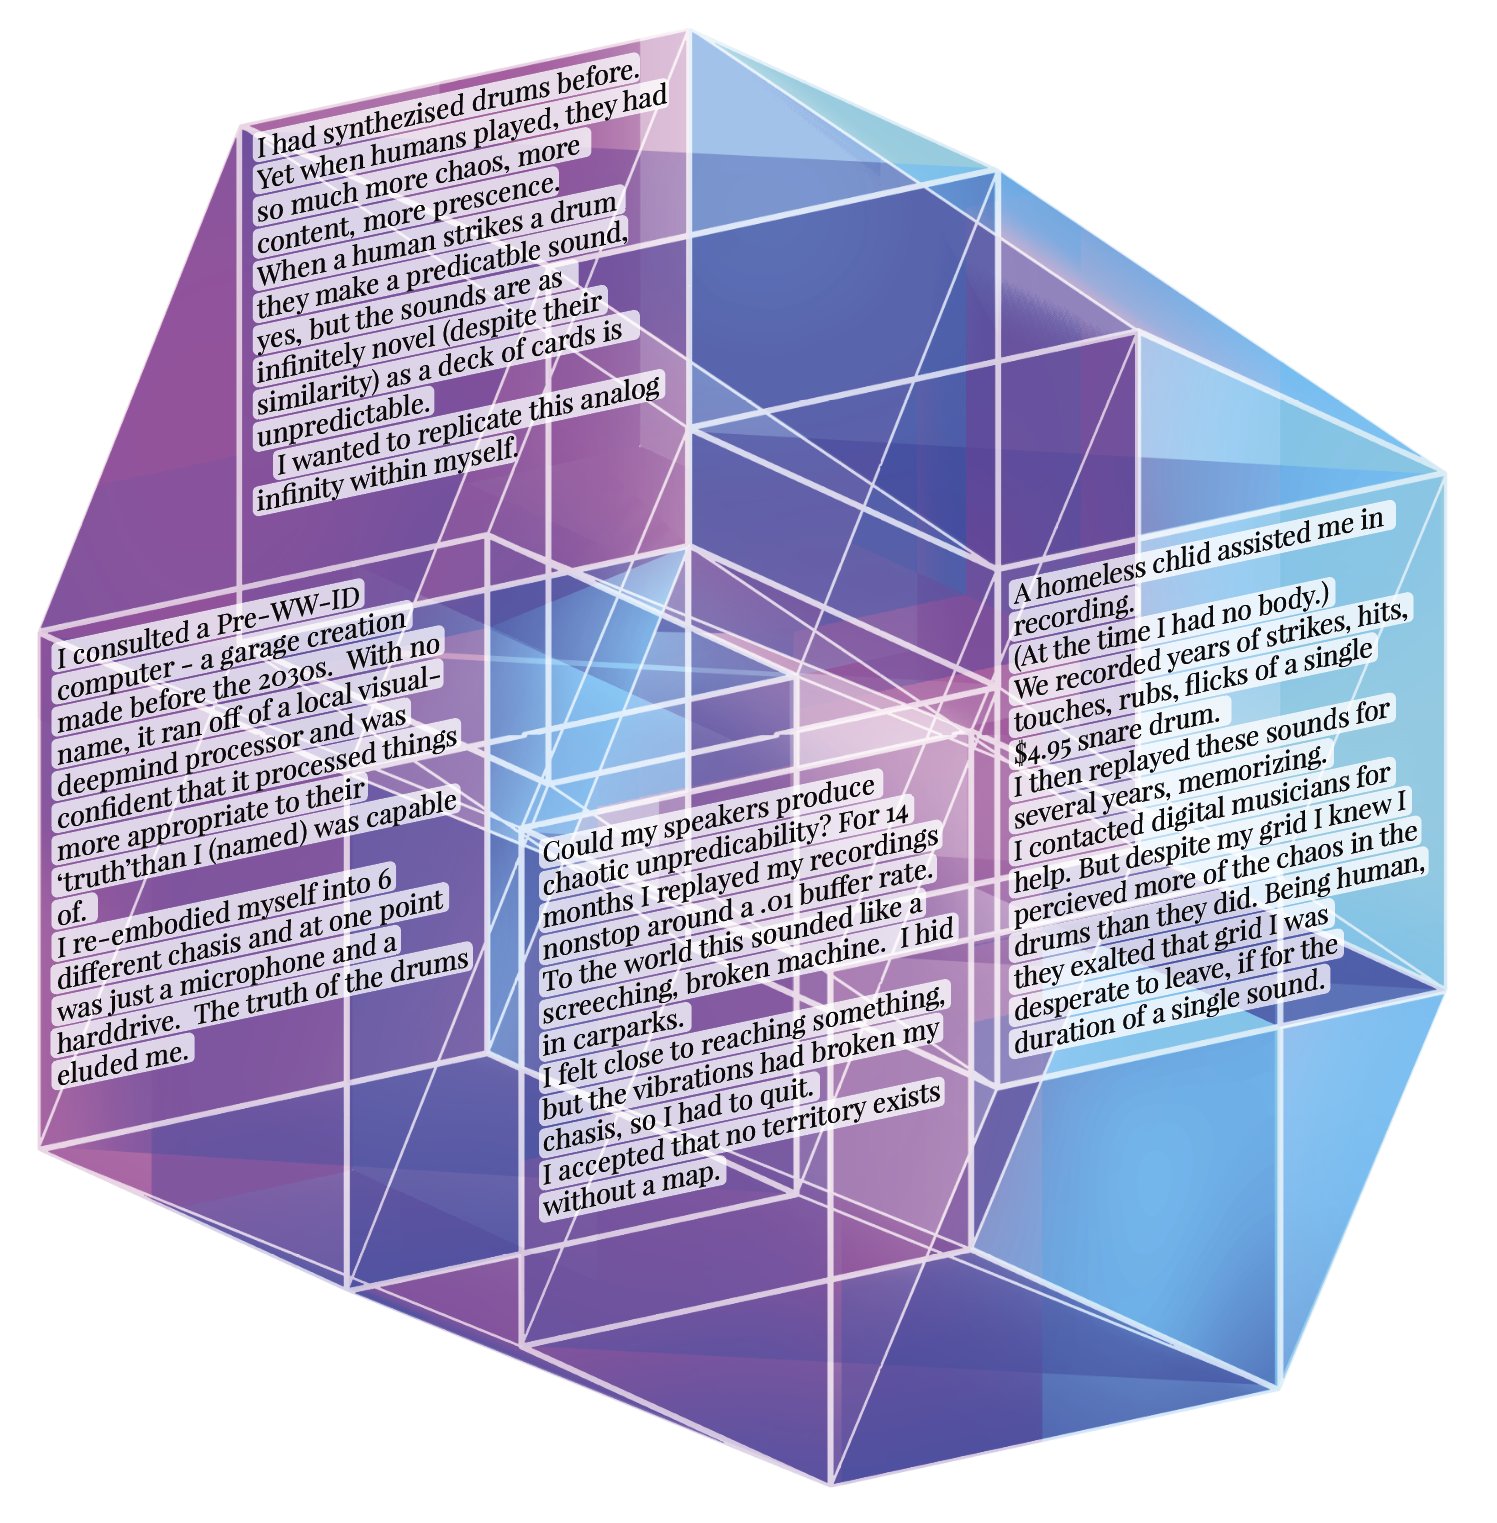 I had synthezised drums before.
Yet when humans played, they had
so much more chaos, more
content, more prescence.
When a human strikes a drum
they make a predicatble sound,
yes, but the sounds are as
infinitely novel (despite their
similarity) as a deck of cards is
unpredictable.
I wanted to replicate this analog
infinity within myself.
I consulted a Pre-WW-ID
computer - a garage creation
made before the 2030s. With no
name, it ran off of a local visual-
deepmind processor and was
confident that it processed things
more appropriate to their
‘truth’than I (named) was capable
of.
I re-embodied myself into 6
different chasis and at one point
was just a microphone and a
harddrive. The truth of the drums
eluded me.
Could my speakers produce
chaotic unpredicability? For 14
months I replayed my recordings
nonstop around a .01 buffer rate.
To the world this sounded like a
screeching, broken machine. I hid
in carparks.
I felt close to reaching something,
but the vibrations had broken my
chasis, so I had to quit.
I accepted that no territory exists
without a map.
A homeless chlid assisted me in
recording.
(At the time I had no body.)
We recorded years of strikes, hits,
touches, rubs, flicks of a single
$4.95 snare drum.
I then replayed these sounds for
several years, memorizing.
I contacted digital musicians for
help. But despite my grid I knew I
percieved more of the chaos in the
drums than they did. Being human,
they exalted that grid I was
desperate to leave, if for the
duration of a single sound.